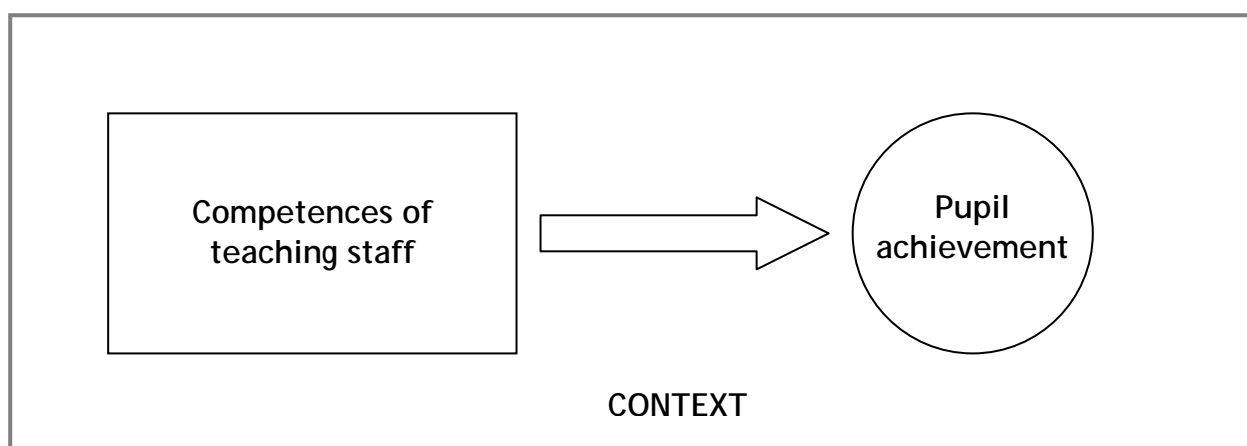 Competences of
teaching staff
Pupil
achievement
CONTEXT